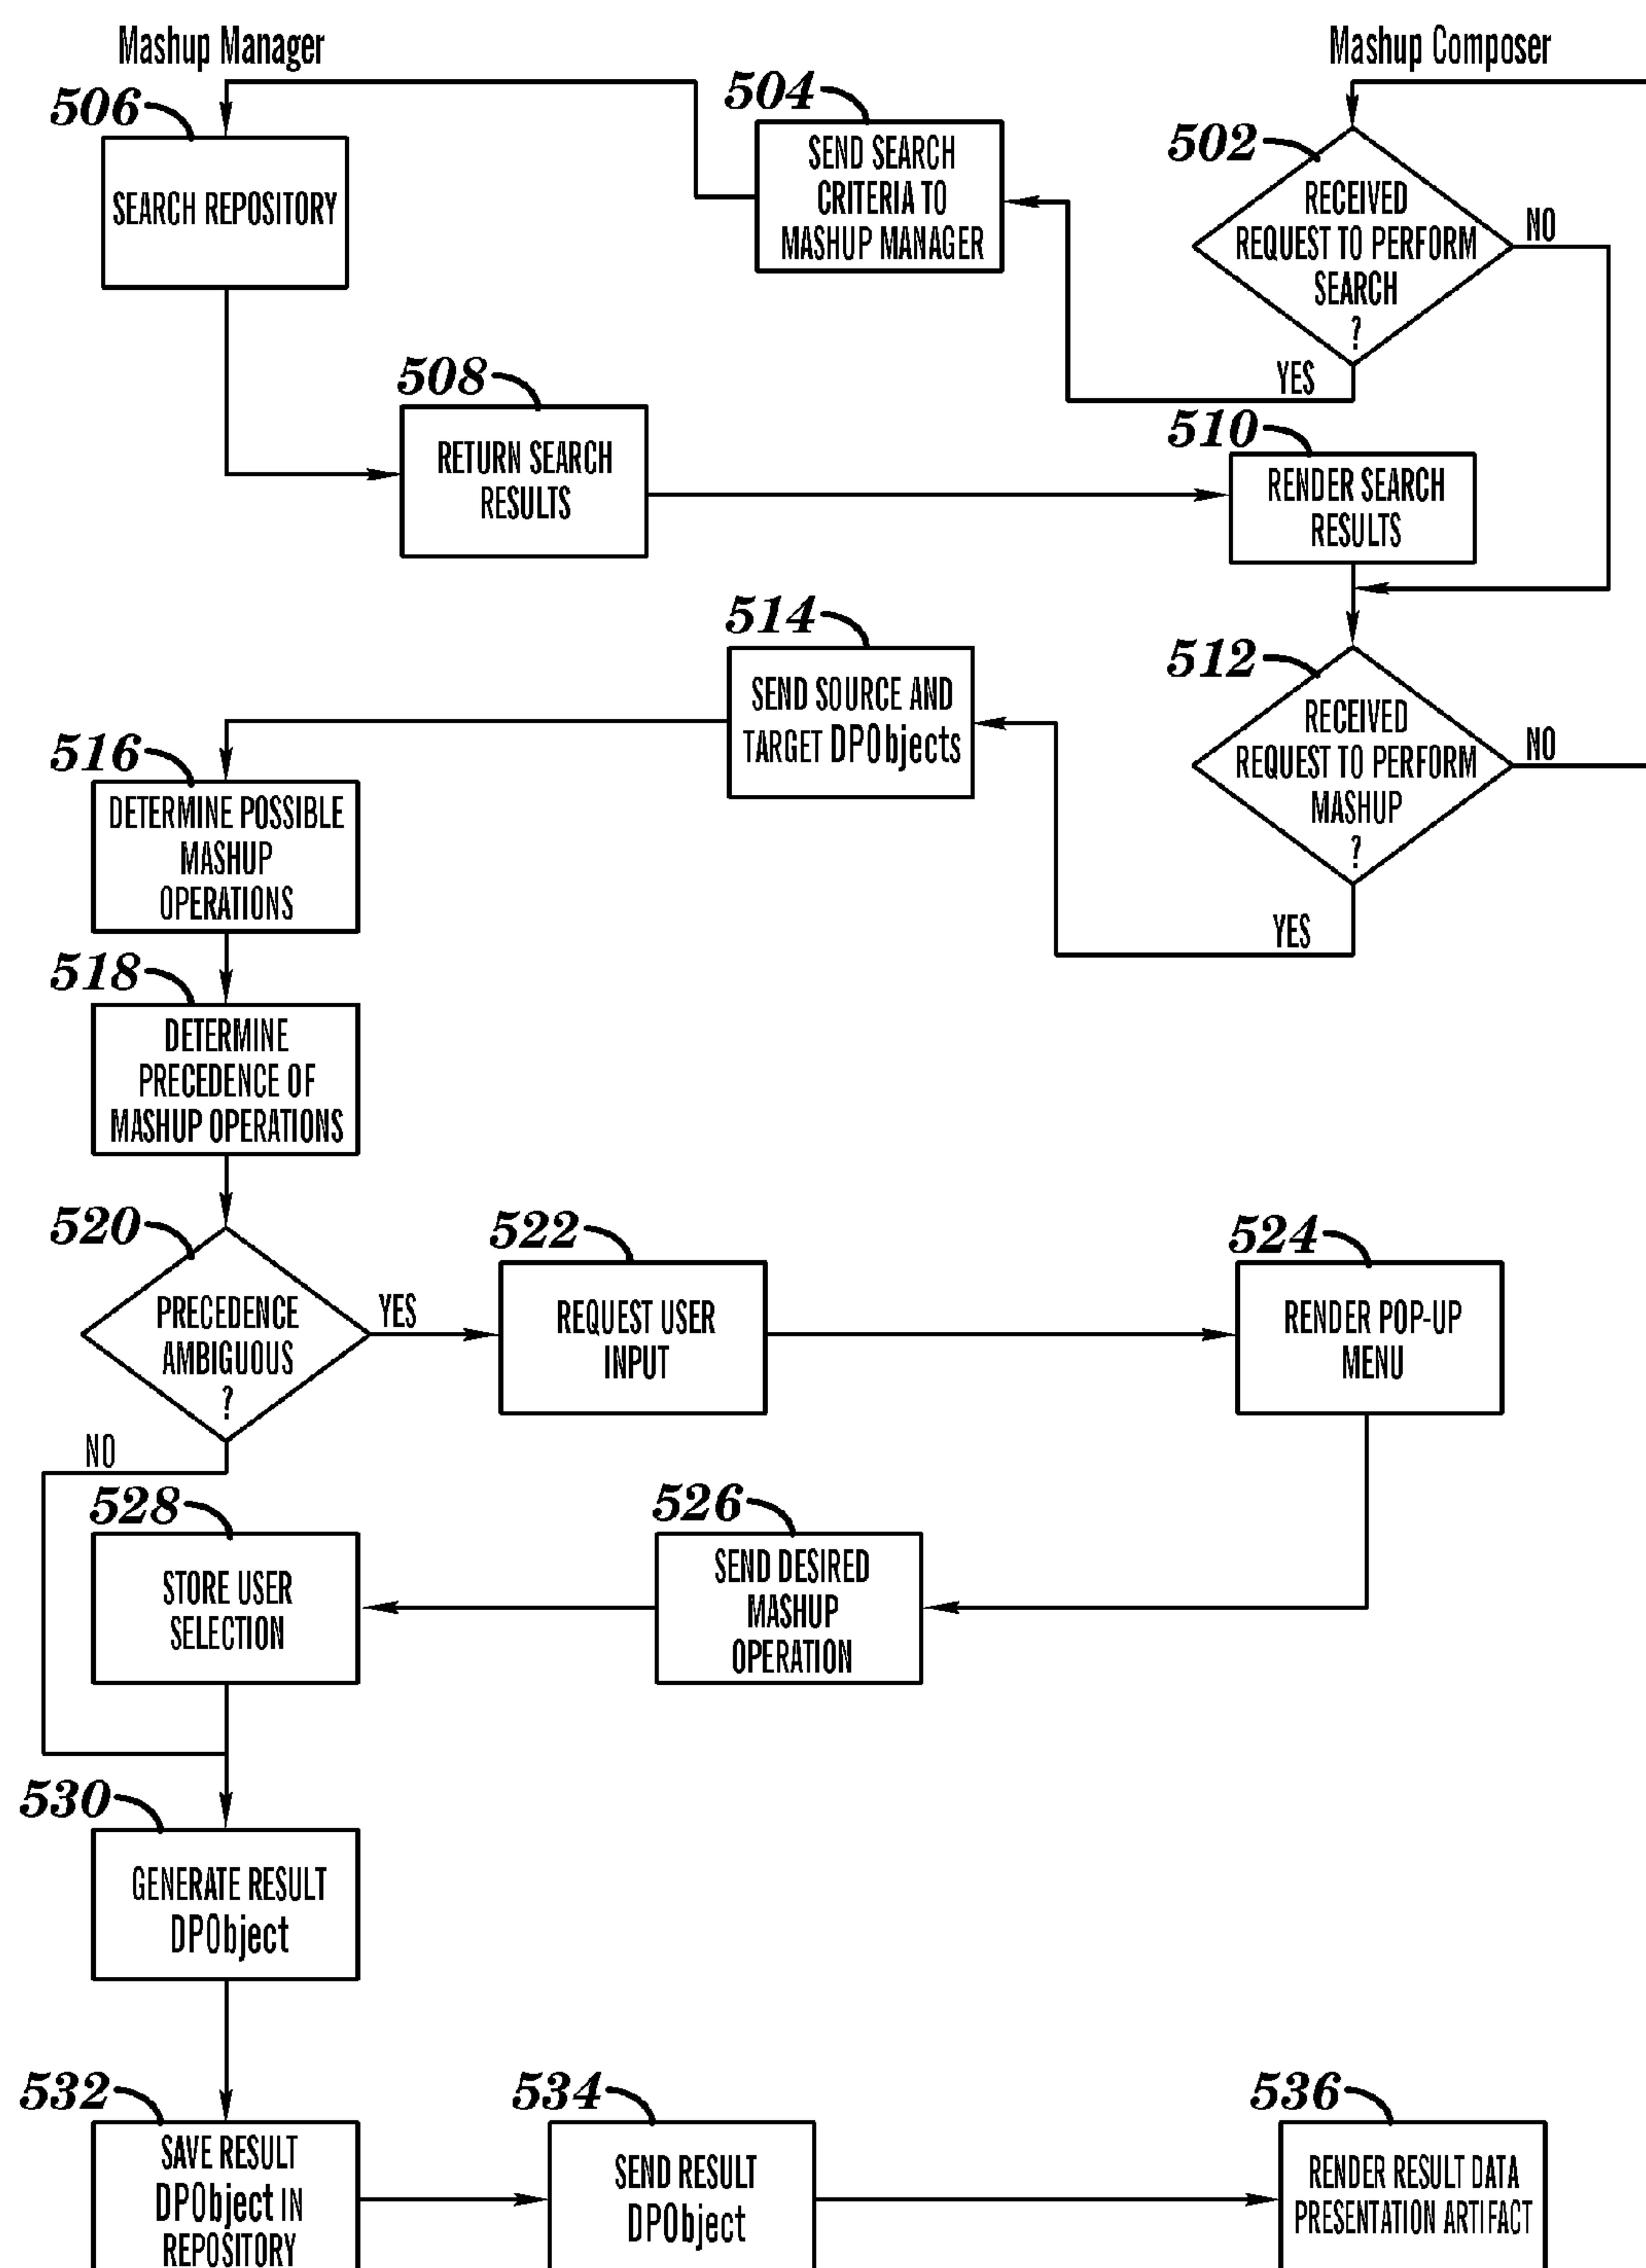 Mashup Manager
Mashup Composer
506
504
502
SEARCH REPOSITORY
SEND SEARCH
CRITERIA TO
MASHUP MANAGER
RECEIVED
REQUEST TO PERFORM
SEARCH
?
NO
YES
508
510
RETURN SEARCH
RESULTS
RENDER SEARCH
RESULTS
514
512
SEND SOURCE AND
TARGET DPObjects
RECEIVED
REQUEST TO PERFORM
MASHUP
?
NO
YES
516
DETERMINE POSSIBLE
MASHUP
OPERATIONS
518
DETERMINE
PRECEDENCE OF
MASHUP OPERATIONS
520
PRECEDENCE
AMBIGUOUS
?
YES
NO
522
REQUEST USER
INPUT
524
RENDER POP-UP
MENU
528
STORE USER
SELECTION
526
SEND DESIRED
MASHUP
OPERATION
530
GENERATE RESULT
DPObject
532
SAVE RESULT
DPObject IN
REPOSITORY
534
SEND RESULT
DPObject
536
RENDER RESULT DATA
PRESENTATION ARTIFACT